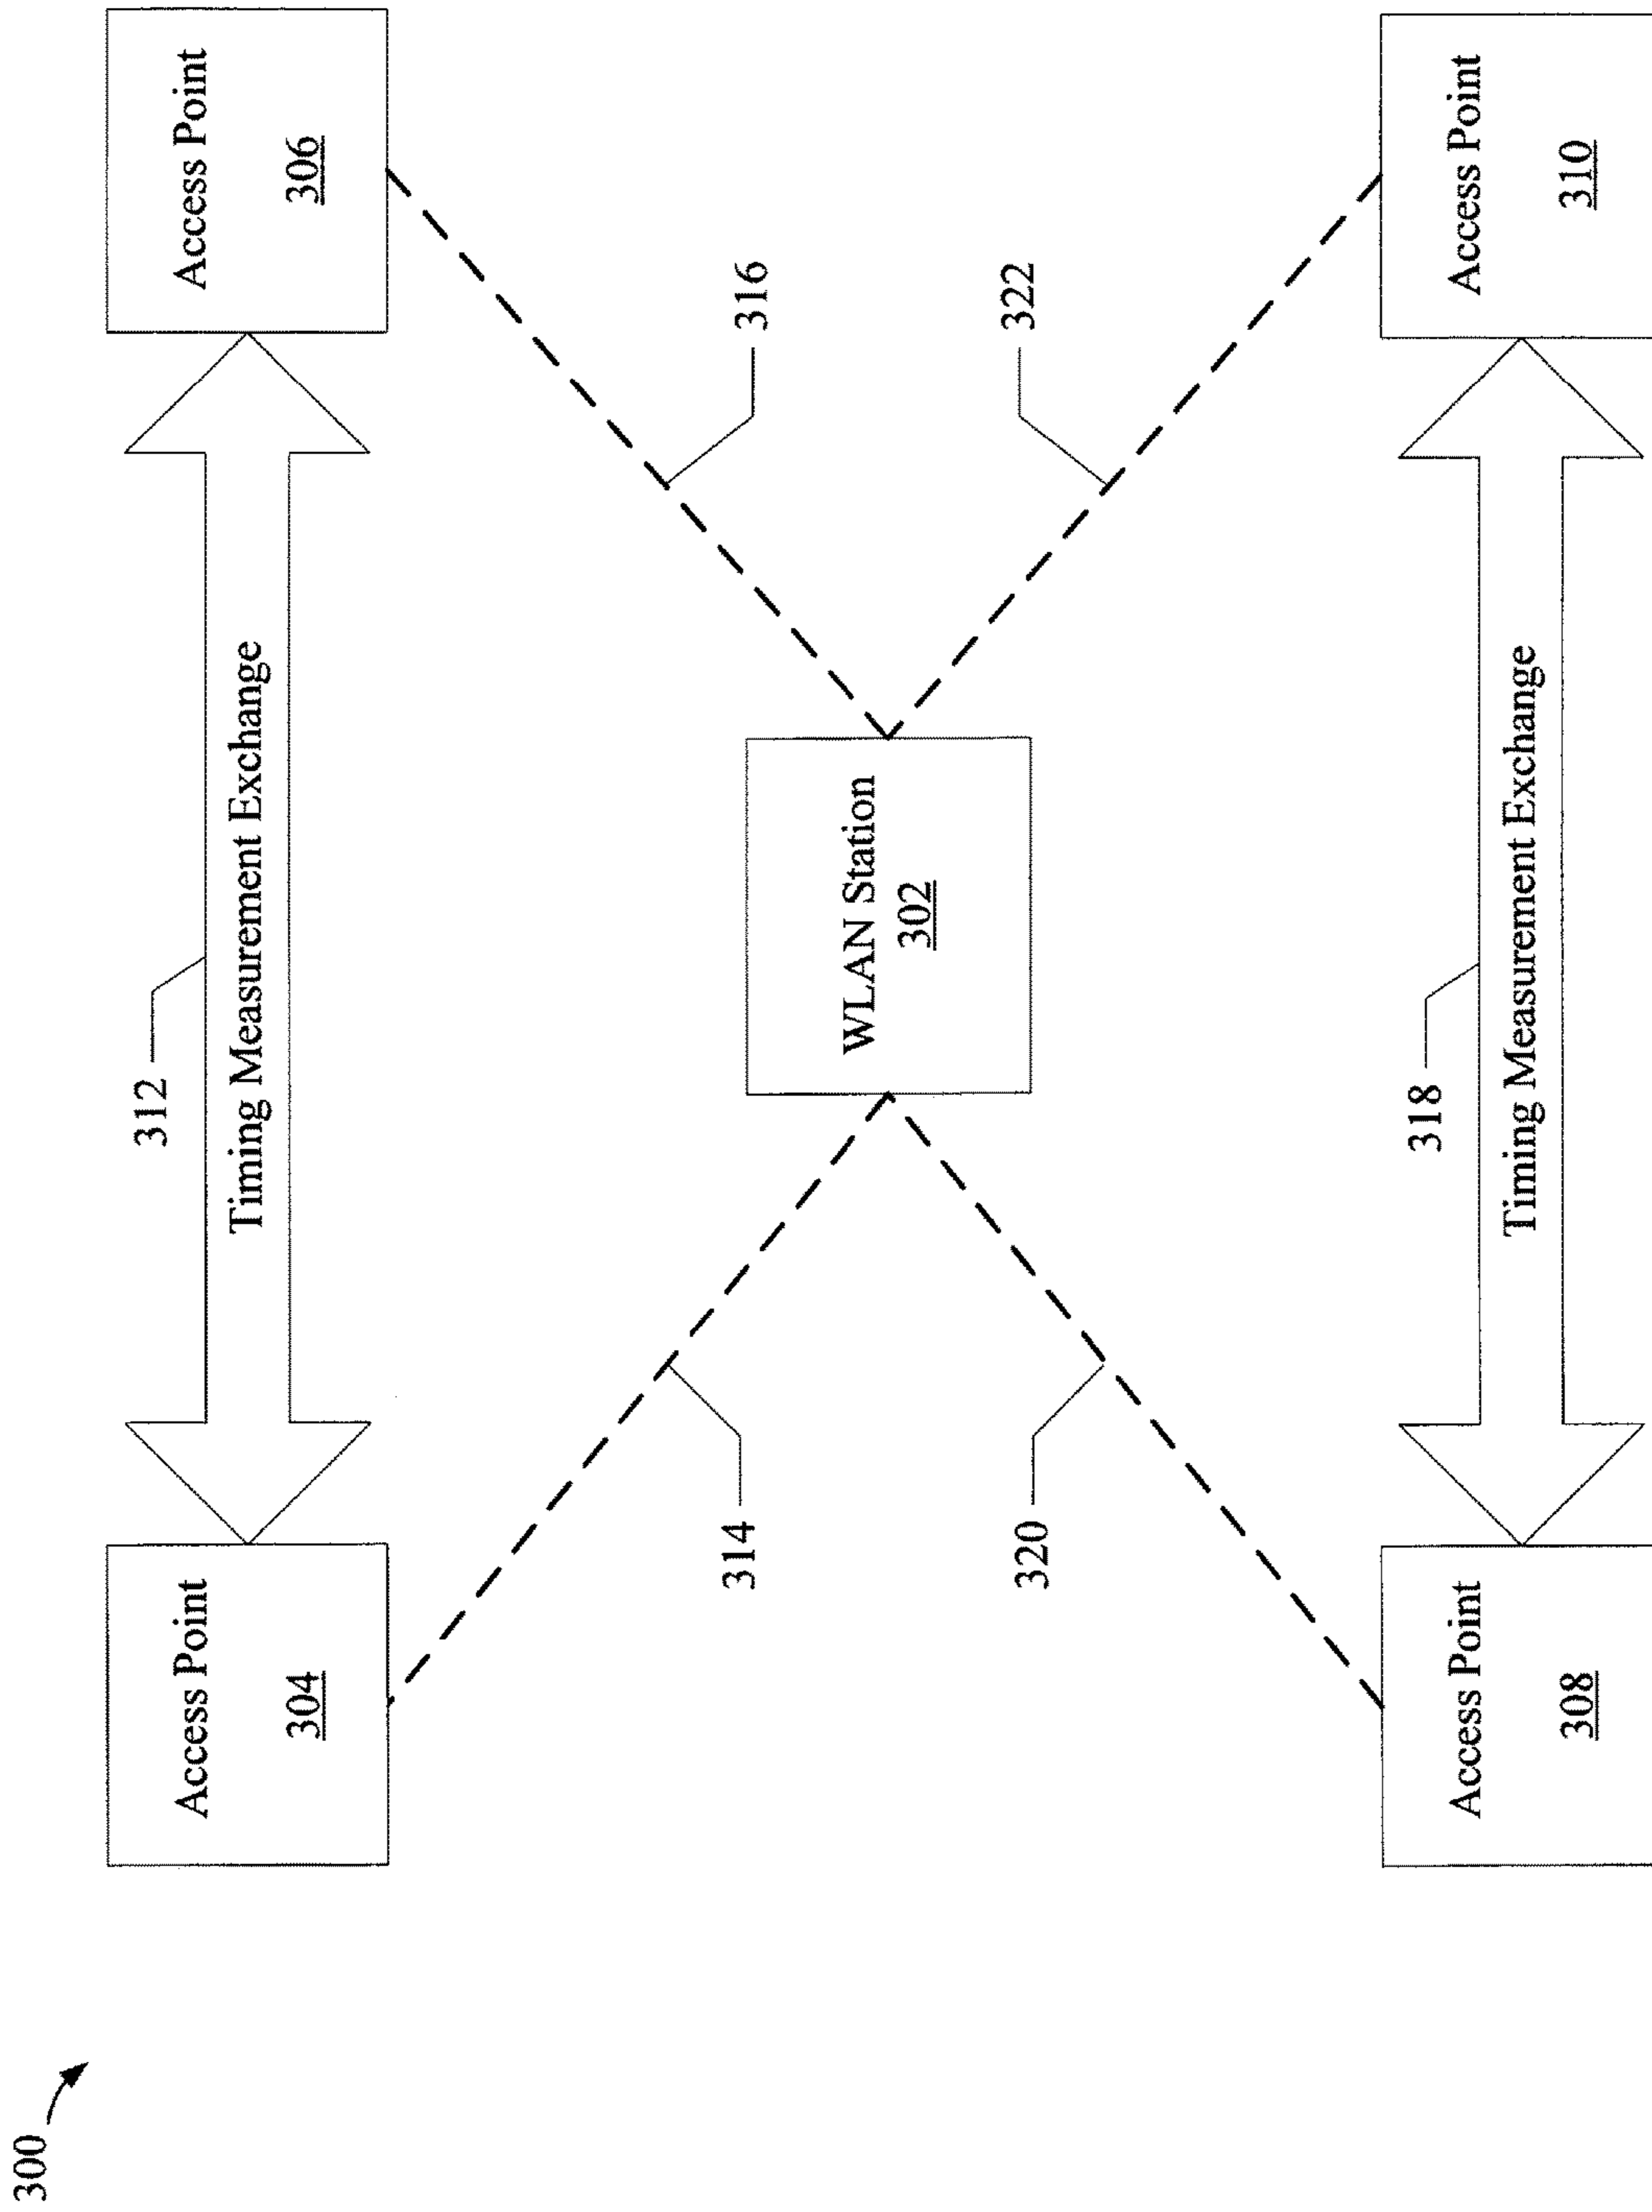 300
312
Access Point
304
Timing Measurement Exchange
Access Point
306
314
316
WLAN Station
302
320
322
318
Access Point
308
Timing Measurement Exchange
Access Point
310